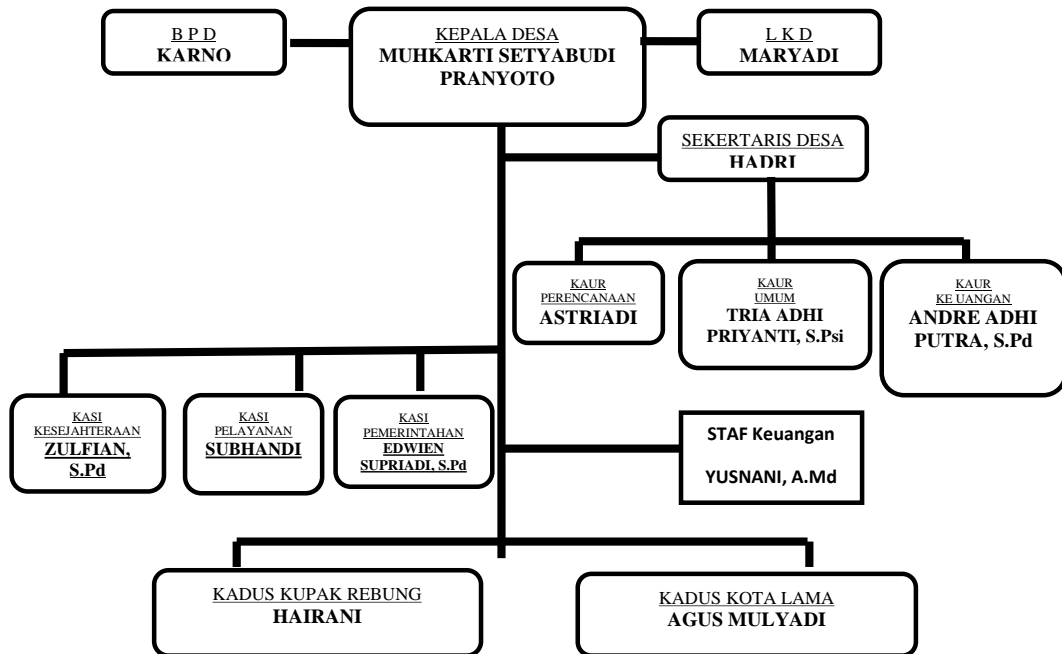 B P D
KARNO
KEPALA DESA
MUHKARTI SETYABUDI
PRANYOTO
L K D
MARYADI
SEKERTARIS DESA
HADRI
KAUR
PERENCANAAN
ASTRIADI
KAUR
UMUM
TRIA ADHI
PRIYANTI, S.Psi
KAUR
KE UANGAN
ANDRE ADHI
PUTRA, S.Pd
KASI
KESEJAHTERAAN
ZULFIAN,
S.Pd
KASI
PELAYANAN
SUBHANDI
KASI
PEMERINTAHAN
EDWIEN
SUPRIADI, S.Pd
STAF Keuangan
YUSNANI, A.Md
KADUS KUPAK REBUNG
HAIRANI
KADUS KOTA LAMA
AGUS MULYADI